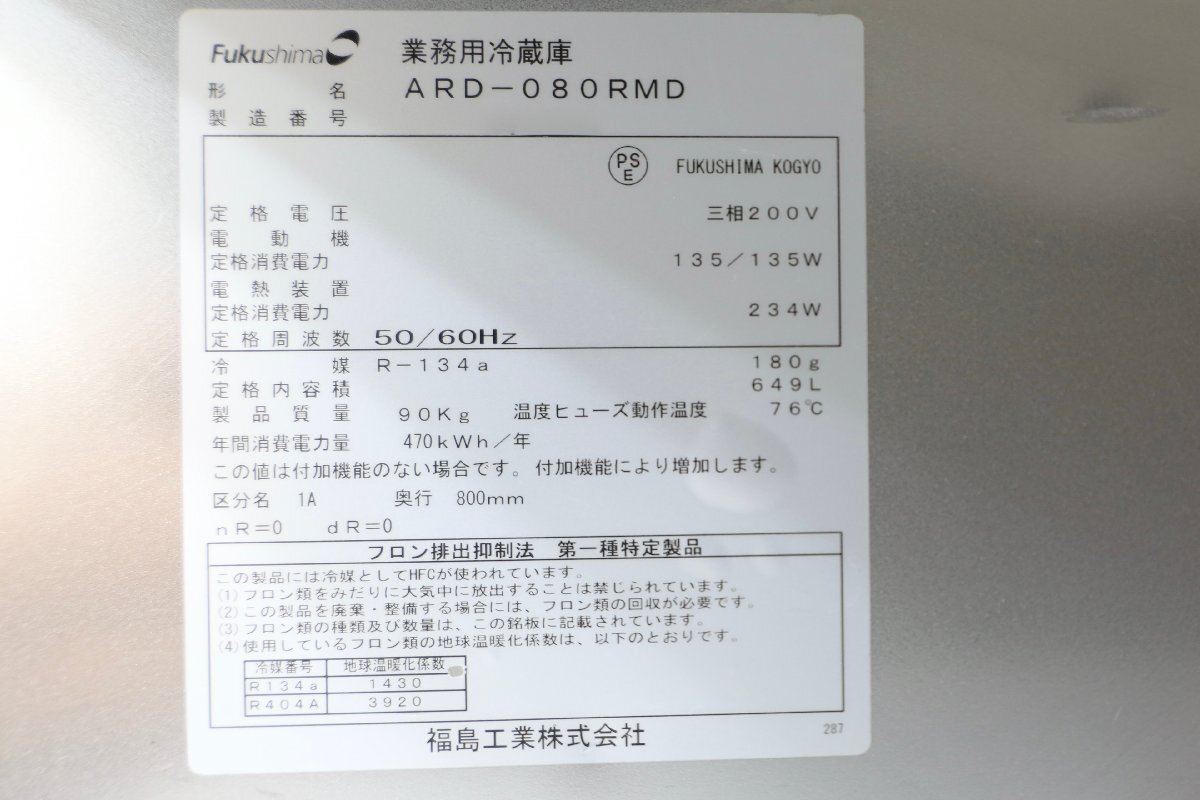 Fukushima 業務用冷蔵庫
形名 ARD-080RMD
製造番号
PSE FUKUSHIMA KOGYO
定格電圧 三相200V
電動機
定格消費電力 135/135W
電熱装置
定格消費電力 234W
定格周波数 50/60Hz
冷媒 R-134a 180g
定格内容積 649L
製品質量 90Kg 温度ヒューズ動作温度 76℃
年間消費電力量 470kWh/年
この値は付加機能のない場合です。付加機能により増加します。
区分名 1A 奥行 800mm
nR=0 dR=0
フロン排出抑制法 第一種特定製品
この製品には冷媒としてHFCが使われています。
(1)フロン類をみだりに大気中に放出することは禁じられています。
(2)この製品を廃棄・整備する場合には、フロン類の回収が必要です。
(3)フロン類の種類及び数量は、この銘板に記載されています。
(4)使用しているフロン類の地球温暖化係数は、以下のとおりです。
冷媒番号 地球温暖化係数
R134a 1430
R404A 3920
福島工業株式会社 287